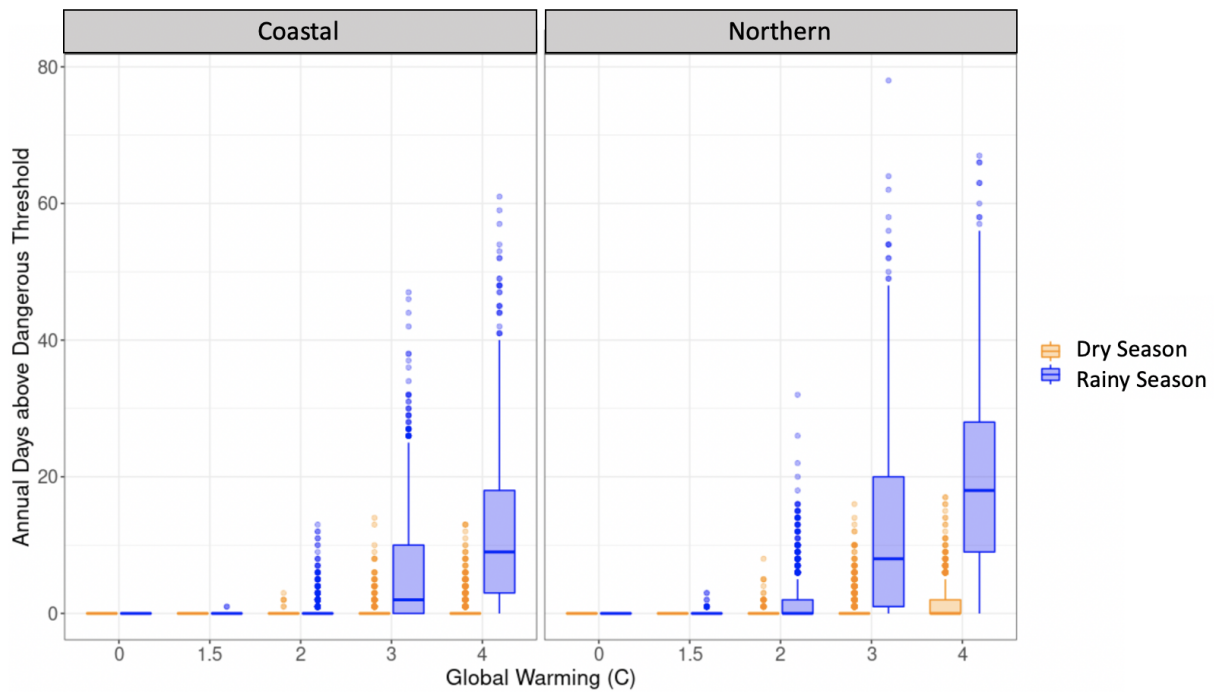 Coastal
Northern
Annual Days above Dangerous Threshold
80
60
40
20
0
0 1.5 2 3 4
0 1.5 2 3 4
Global Warming (C)
Dry Season
Rainy Season